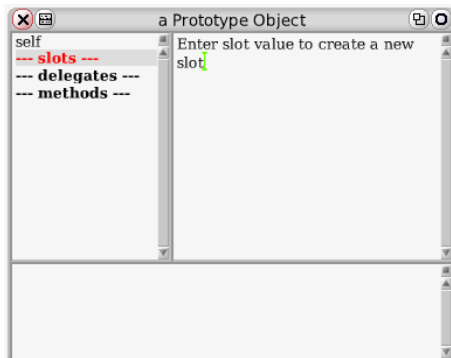 a Prototype Object
self
--- slots ---
--- delegates ---
--- methods ---
Enter slot value to create a new
slot